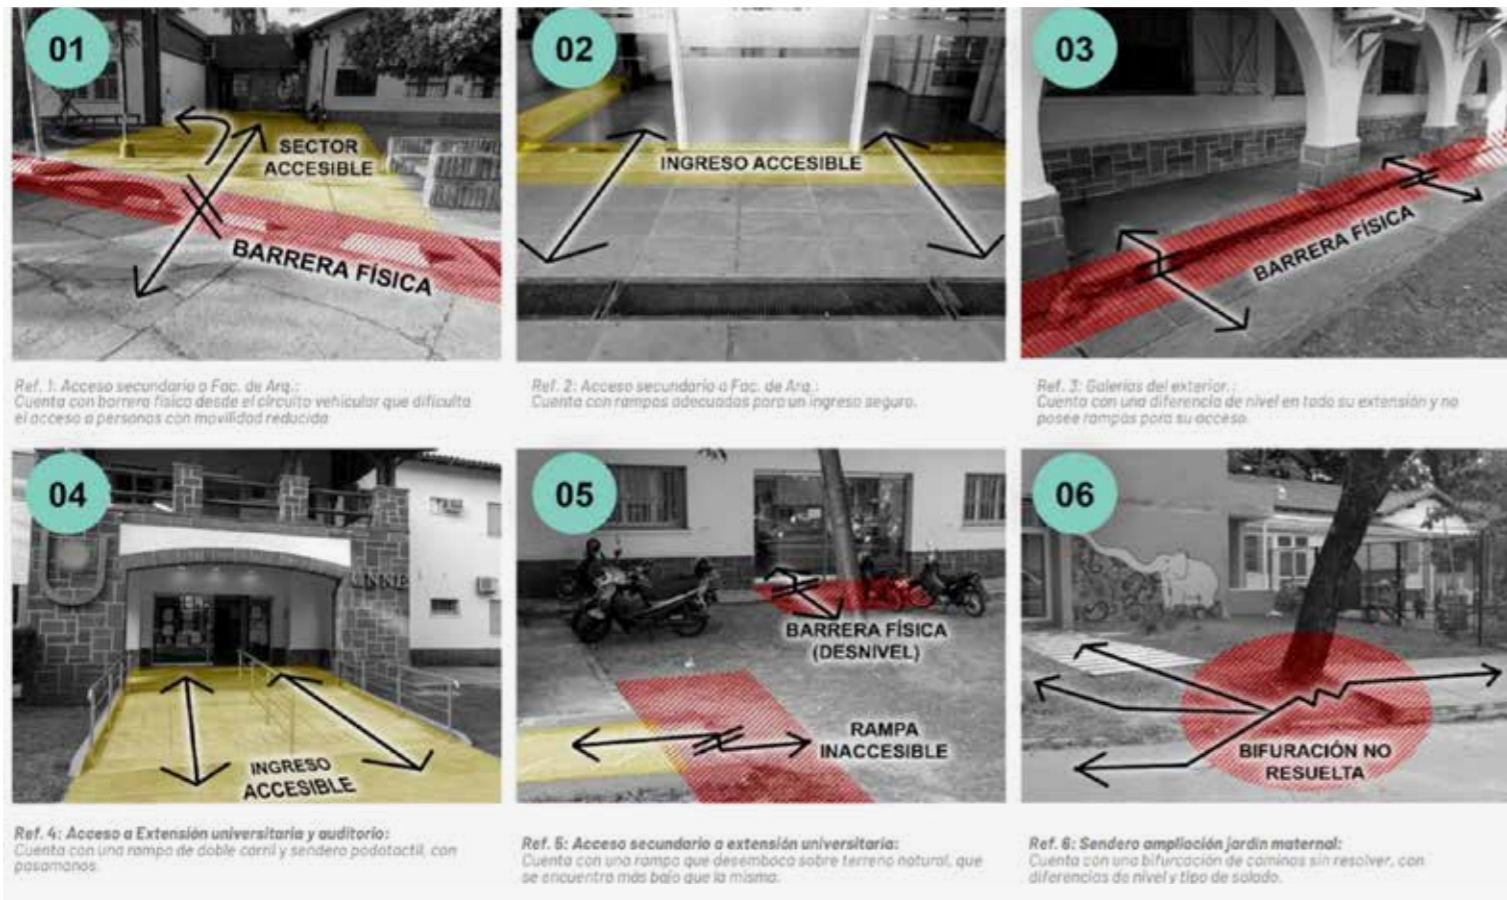 01
SECTOR
ACCESIBLE
BARRERA FÍSICA
02
INGRESO ACCESIBLE
03
BARRERA FÍSICA
Ref. 1: Acceso secundario a Fac. de Arq.:
Cuenta con barrera física desde el circuito vehicular que dificulta
el acceso a personas con movilidad reducida
Ref. 2: Acceso secundario a Fac. de Arq.:
Cuenta con rampas adecuadas para un ingreso seguro.
Ref. 3: Galerías del exterior.:
Cuenta con una diferencia de nivel en toda su extensión y no
posee rampas para su acceso.
04
UNNE
INGRESO
ACCESIBLE
05
BARRERA FÍSICA
(DESNIVEL)
RAMPA
INACCESIBLE
06
BIFURACIÓN NO
RESUELTA
Ref. 4: Acceso a Extensión universitaria y auditorio:
Cuenta con una rampa de doble carril y sendero podotactil, con
pasamanos.
Ref. 5: Acceso secundario a extensión universitaria:
Cuenta con una rampa que desemboca sobre terreno natural, que
se encuentra más bajo que la misma.
Ref. 6: Sendero ampliación jardín maternal:
Cuenta con una bifurcación de caminos sin resolver, con
diferencias de nivel y tipo de solado.